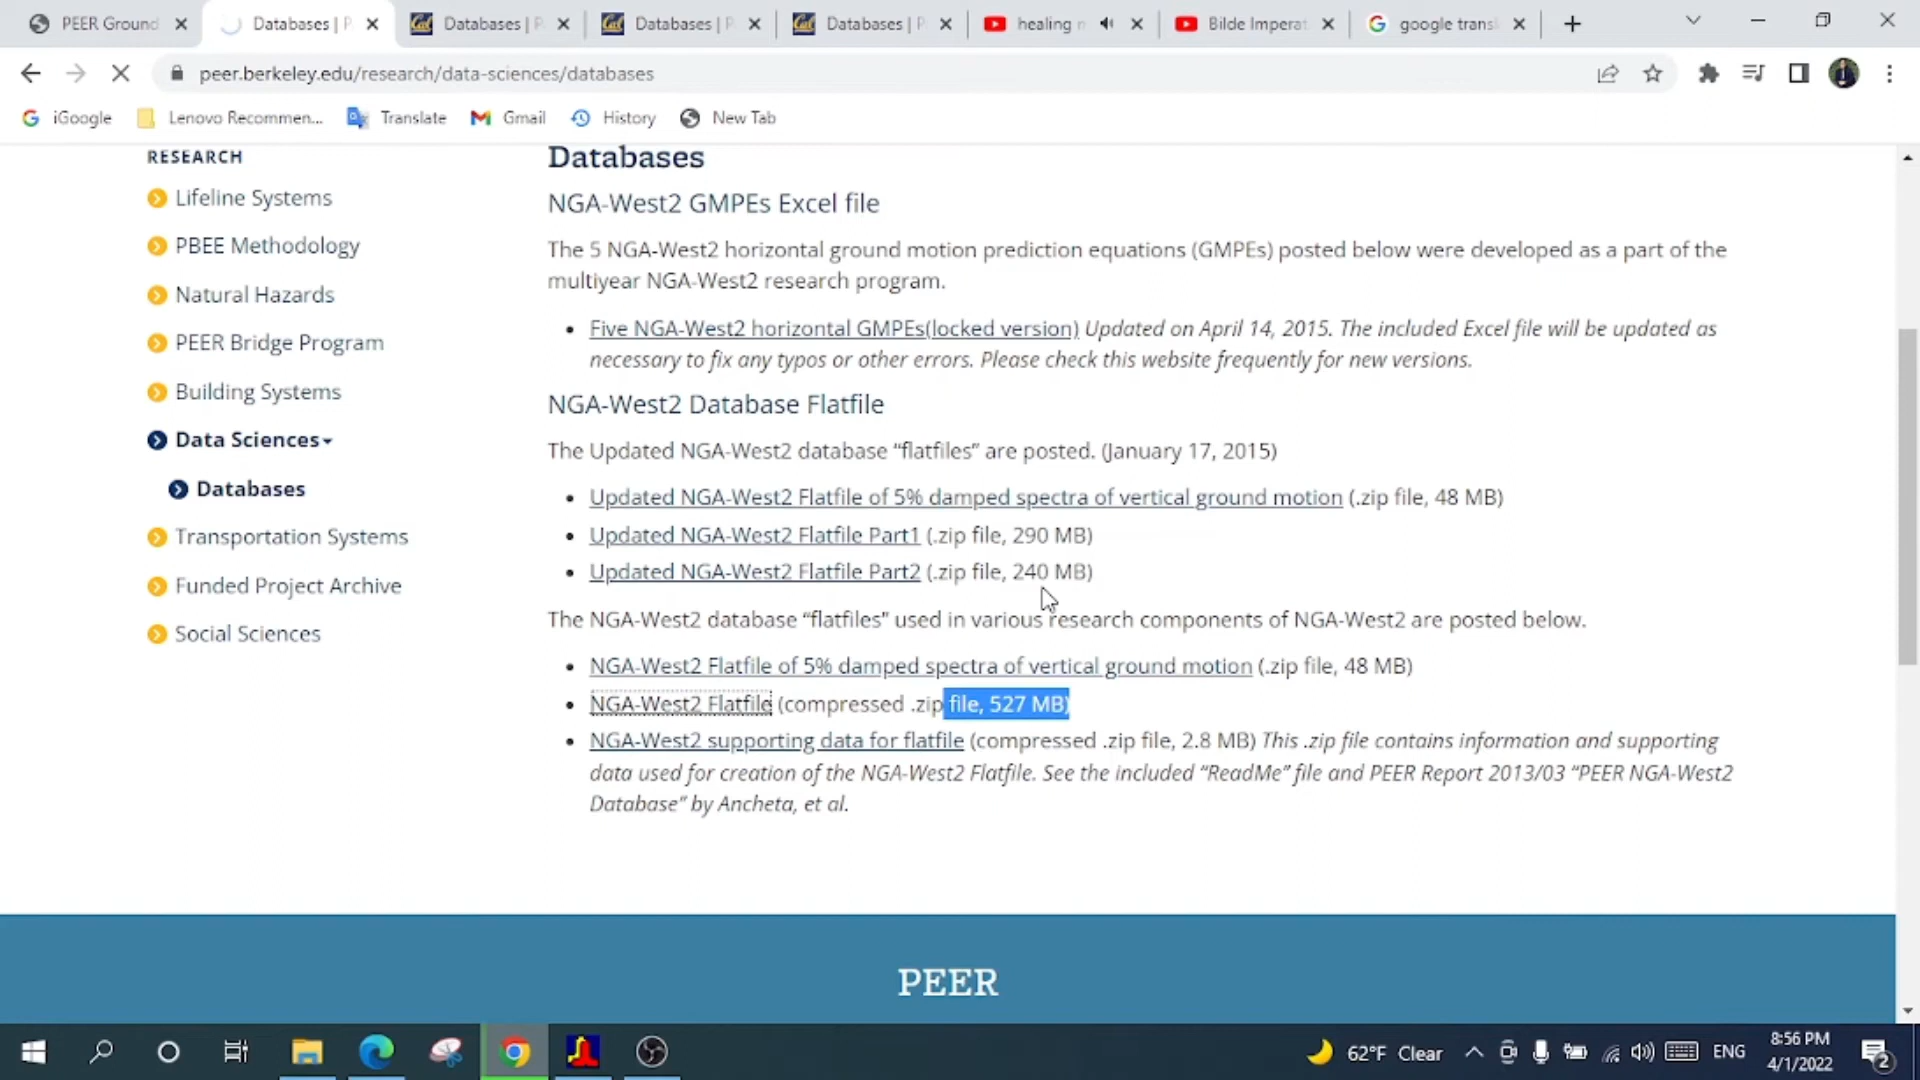 PEER Ground
Databases | P
Databases | P
Databases | P
Databases | P
healing
Bilde Imperat
google transl
peer.berkeley.edu/research/data-sciences/databases
iGoogle
Lenovo Recommen...
Translate
Gmail
History
New Tab
RESEARCH
Lifeline Systems
PBEE Methodology
Natural Hazards
PEER Bridge Program
Building Systems
Data Sciences
Databases
Transportation Systems
Funded Project Archive
Social Sciences
Databases
NGA-West2 GMPEs Excel file
The 5 NGA-West2 horizontal ground motion prediction equations (GMPEs) posted below were developed as a part of the
multiyear NGA-West2 research program.
Five NGA-West2 horizontal GMPEs(locked version) Updated on April 14, 2015. The included Excel file will be updated as
necessary to fix any typos or other errors. Please check this website frequently for new versions.
NGA-West2 Database Flatfile
The Updated NGA-West2 database “flatfiles” are posted. (January 17, 2015)
Updated NGA-West2 Flatfile of 5% damped spectra of vertical ground motion (.zip file, 48 MB)
Updated NGA-West2 Flatfile Part1 (.zip file, 290 MB)
Updated NGA-West2 Flatfile Part2 (.zip file, 240 MB)
The NGA-West2 database “flatfiles” used in various research components of NGA-West2 are posted below.
NGA-West2 Flatfile of 5% damped spectra of vertical ground motion (.zip file, 48 MB)
NGA-West2 Flatfile (compressed .zip file, 527 MB)
NGA-West2 supporting data for flatfile (compressed .zip file, 2.8 MB) This .zip file contains information and supporting
data used for creation of the NGA-West2 Flatfile. See the included “ReadMe” file and PEER Report 2013/03 “PEER NGA-West2
Database” by Ancheta, et al.
PEER
62°F Clear
ENG
8:56 PM
4/1/2022
2